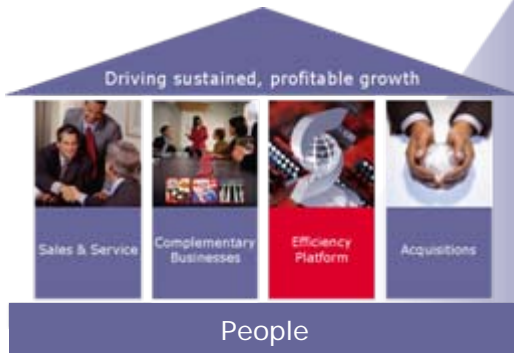 Driving sustained, profitable growth
Sales & Service
Complementary
Businesses
Efficiency
Platform
Acquisitions
People